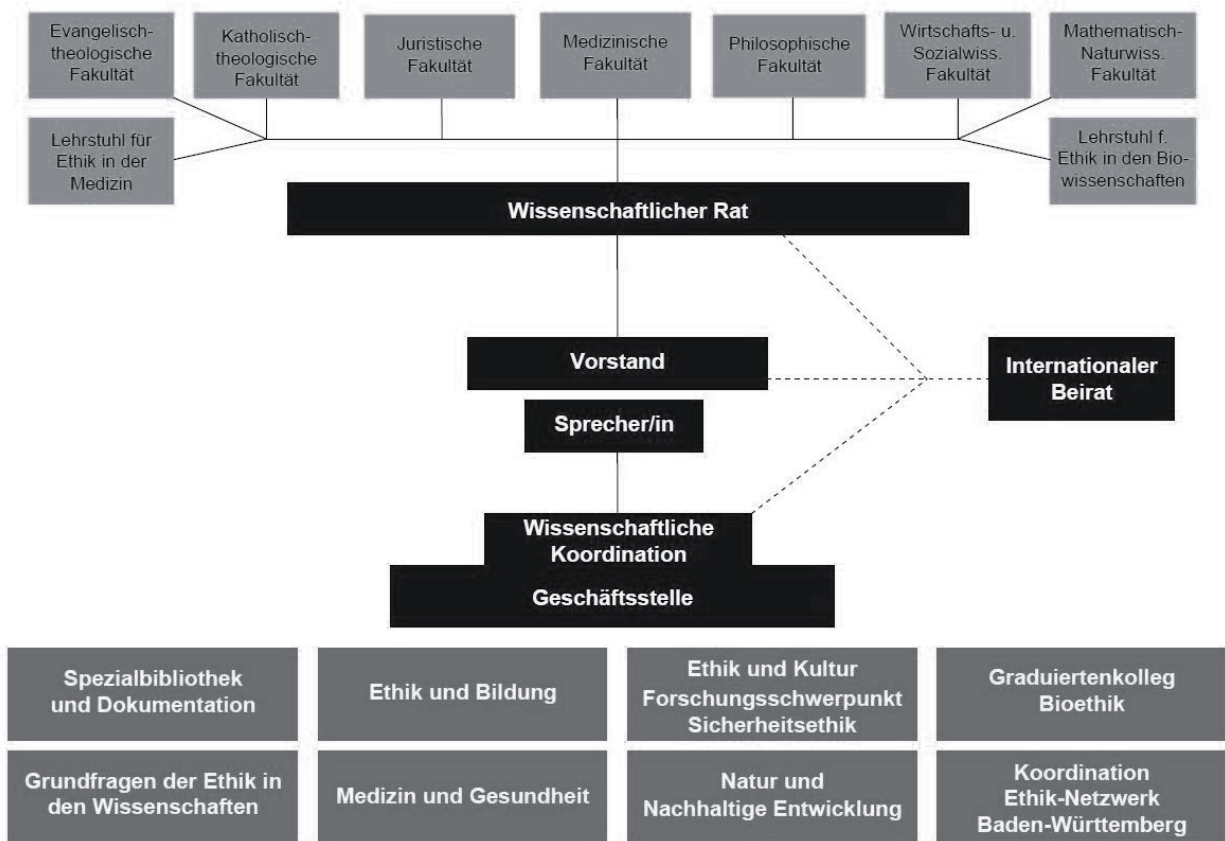 Evangelisch-
theologische
Fakultät
Katholisch-
theologische
Fakultät
Juristische
Fakultät
Medizinische
Fakultät
Philosophische
Fakultät
Wirtschafts- u.
Sozialwiss.
Fakultät
Mathematisch-
Naturwiss.
Fakultät
Lehrstuhl für
Ethik in der
Medizin
Lehrstuhl f.
Ethik in den Bio-
wissenschaften
Wissenschaftlicher Rat
Vorstand
Internationaler
Beirat
Sprecher/in
Wissenschaftliche
Koordination
Geschäftsstelle
Spezialbibliothek
und Dokumentation
Ethik und Bildung
Ethik und Kultur
Forschungsschwerpunkt
Sicherheitsethik
Graduiertenkolleg
Bioethik
Grundfragen der Ethik in
den Wissenschaften
Medizin und Gesundheit
Natur und
Nachhaltige Entwicklung
Koordination
Ethik-Netzwerk
Baden-Württemberg